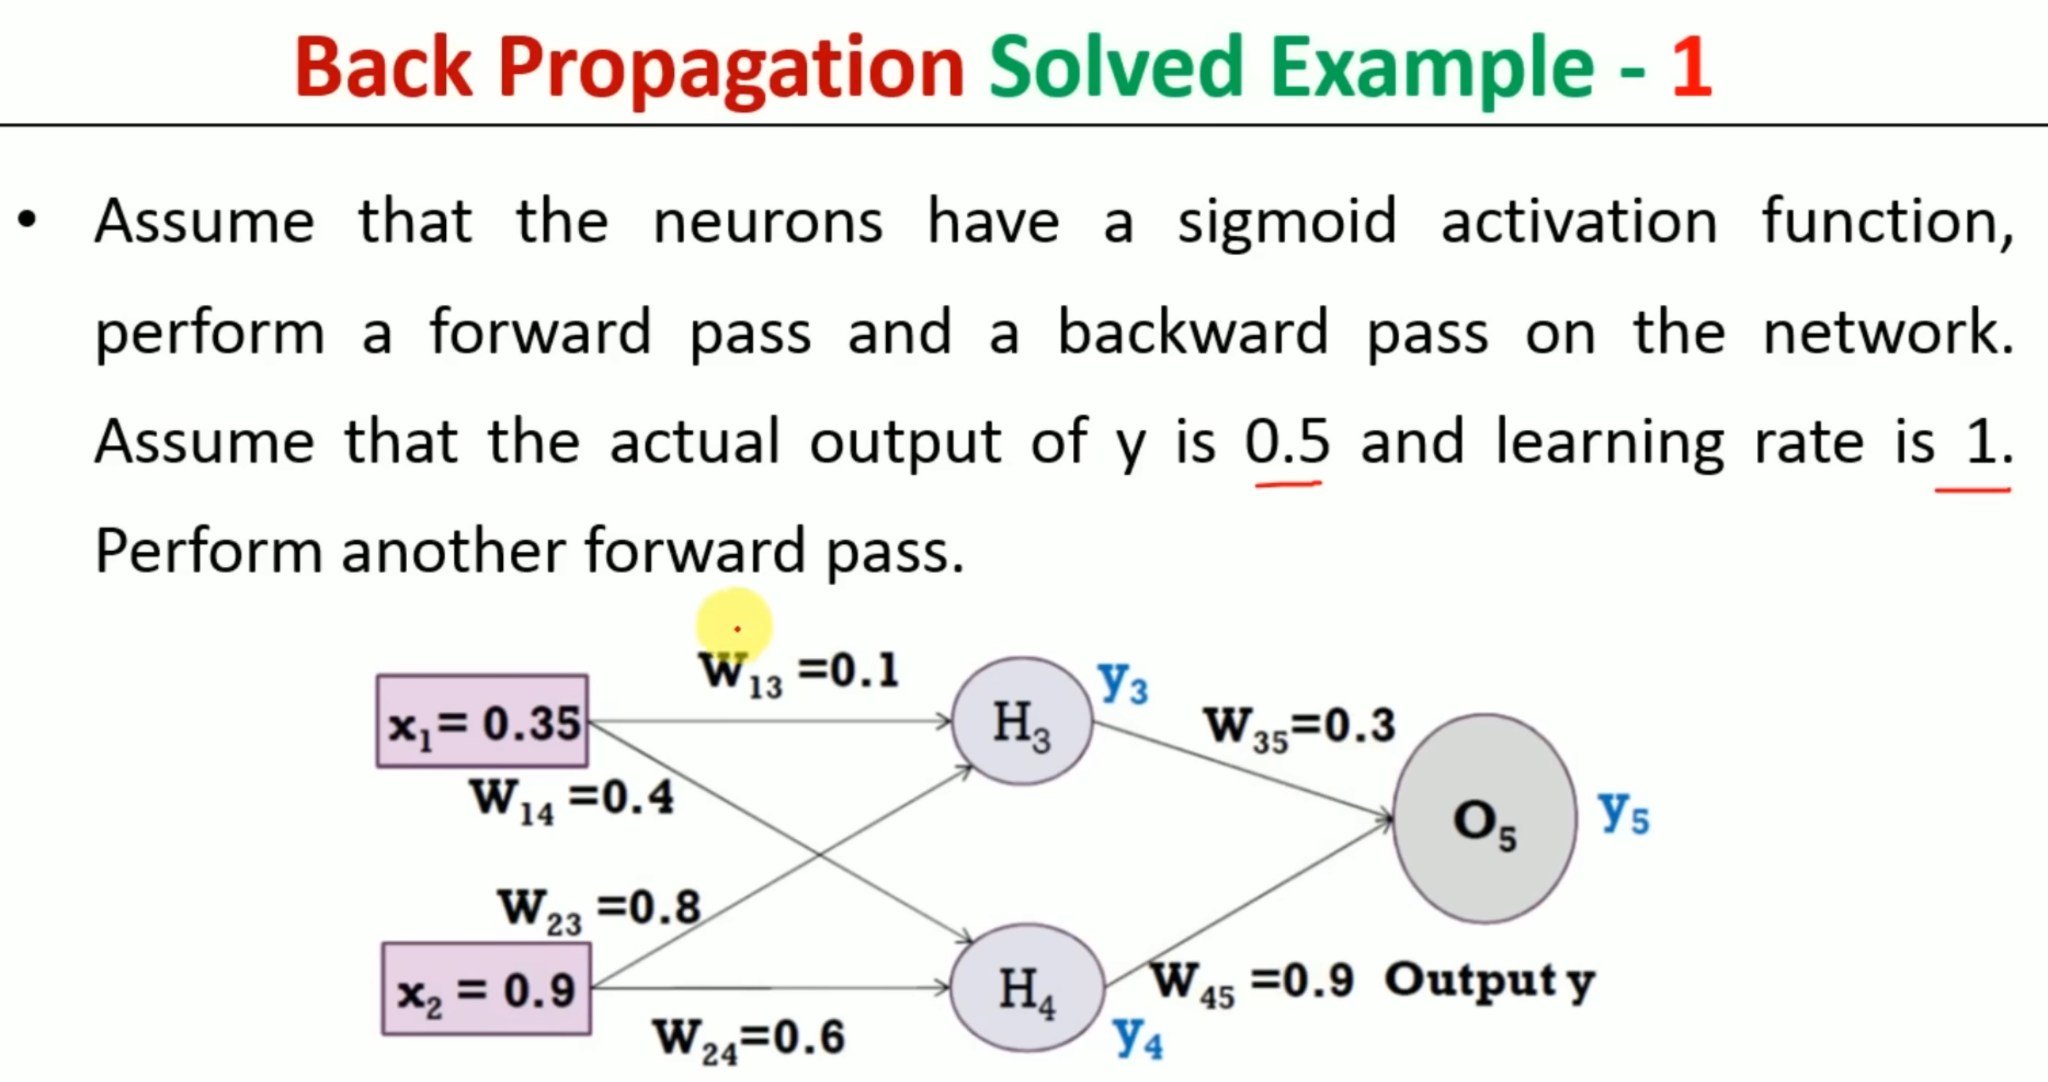 Back Propagation Solved Example - 1
• Assume that the neurons have a sigmoid activation function,
perform a forward pass and a backward pass on the network.
Assume that the actual output of y is 0.5 and learning rate is 1.
Perform another forward pass.
W13 =0.1
H3
y3
x1= 0.35
W35=0.3
W14 =0.4
O5
y5
W23 =0.8
x2 = 0.9
H4
W45 =0.9
Output y
W24=0.6
y4